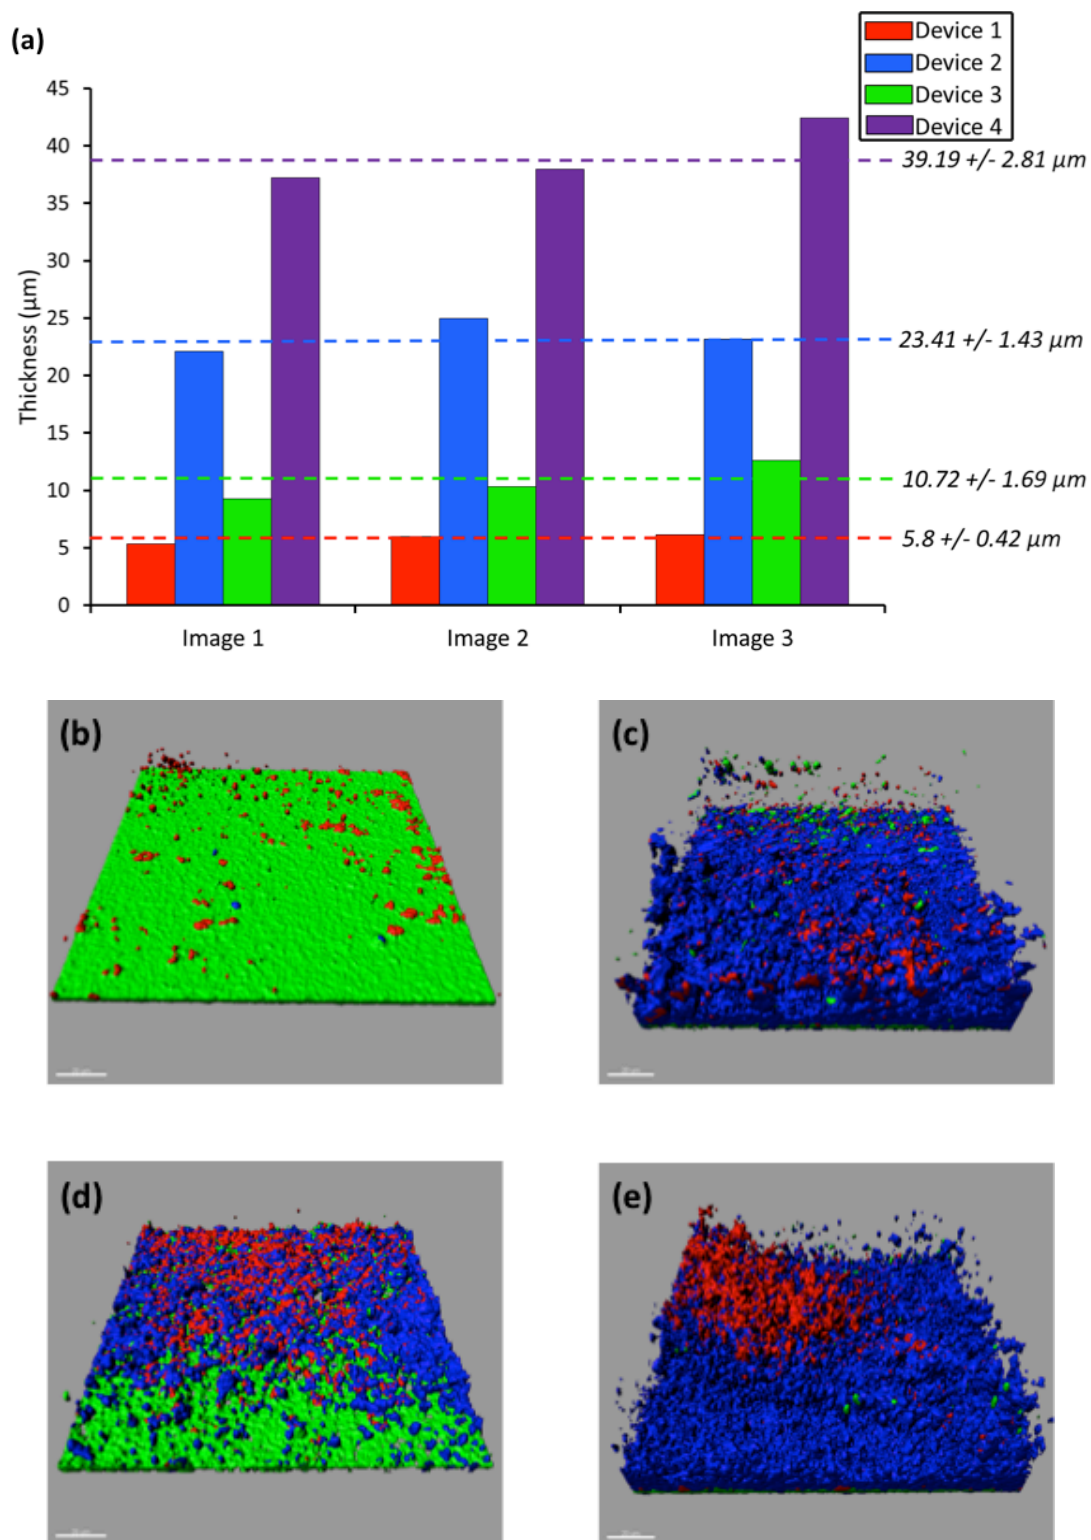 (a)
Device 1
Device 2
Device 3
Device 4
45
40
35
30
25
20
15
10
5
0
Thickness (µm)
39.19 +/- 2.81 µm
23.41 +/- 1.43 µm
10.72 +/- 1.69 µm
5.8 +/- 0.42 µm
Image 1
Image 2
Image 3
(b)
(c)
(d)
(e)